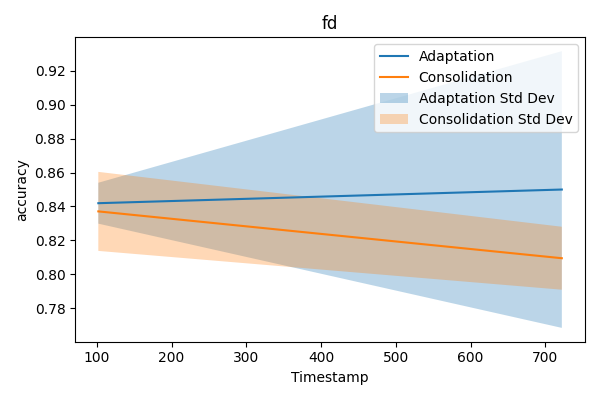 fd
Adaptation
Consolidation
Adaptation Std Dev
Consolidation Std Dev
accuracy
0.92
0.90
0.88
0.86
0.84
0.82
0.80
0.78
100 200 300 400 500 600 700
Timestamp